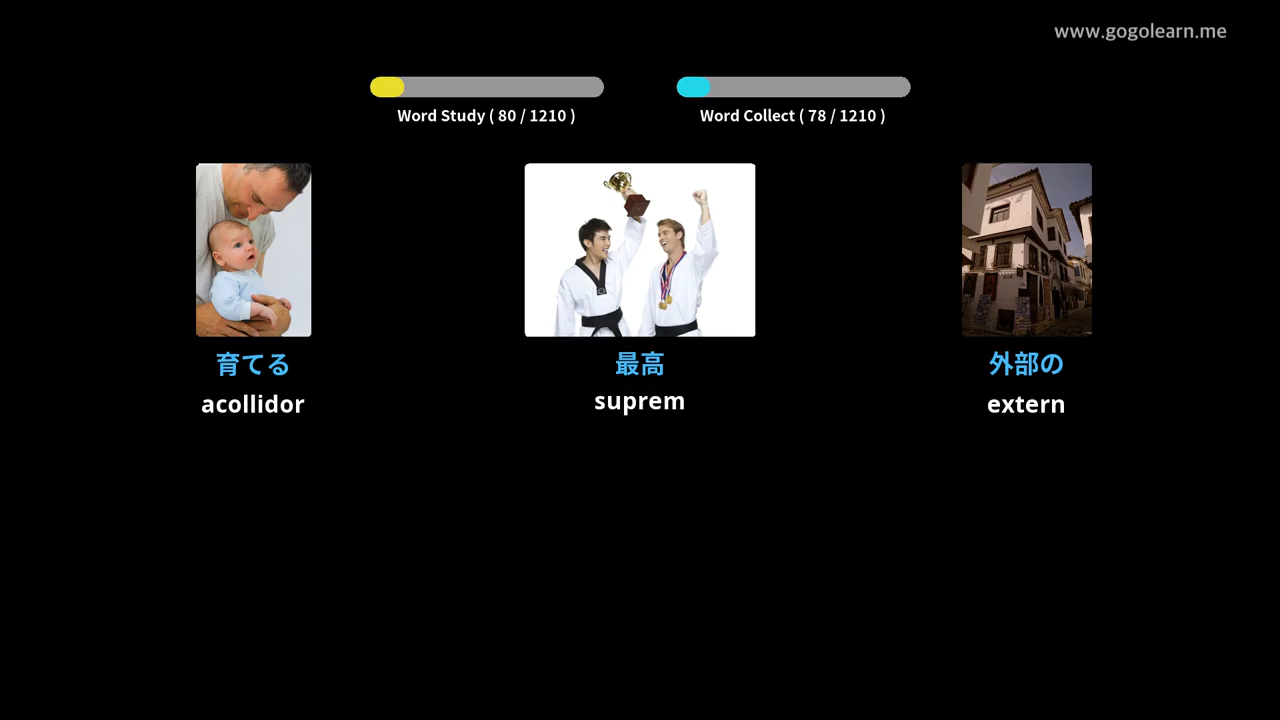 www.gogolearn.me
Word Study ( 80 / 1210 )
Word Collect ( 78 / 1210 )
育てる
最高
外部の
acollidor
suprem
extern